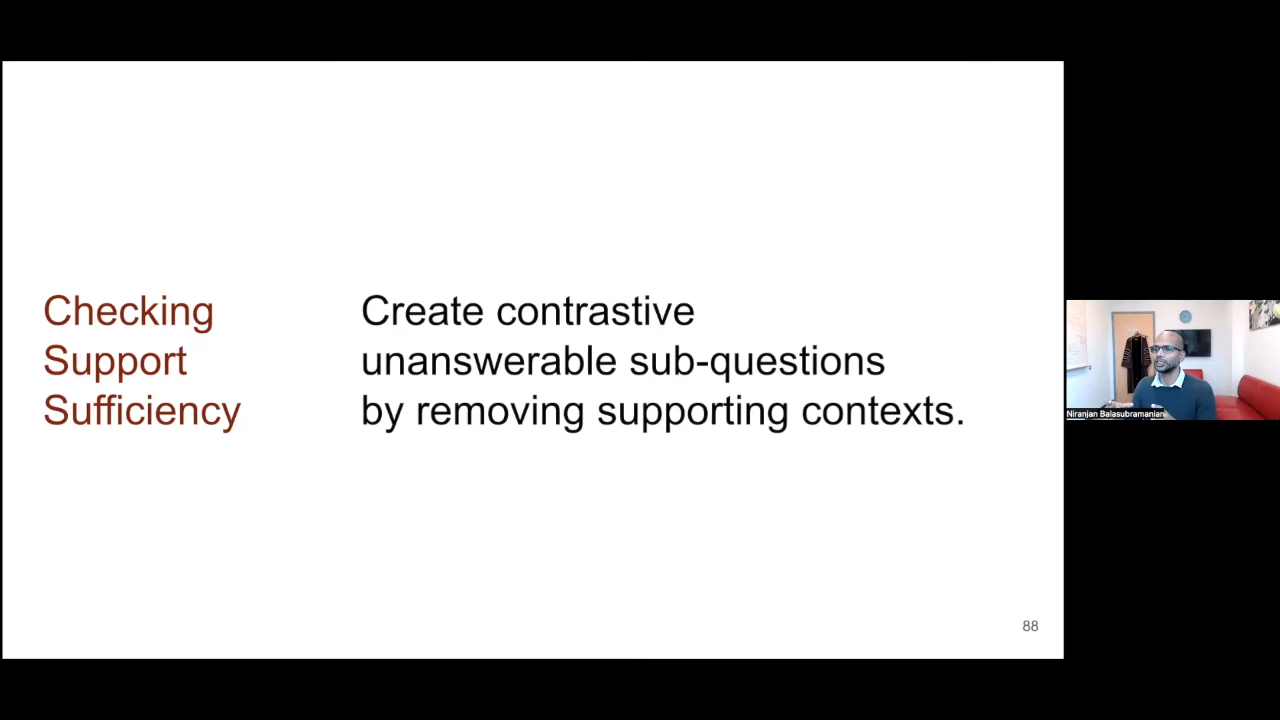 Checking
Support
Sufficiency
Create contrastive
unanswerable sub-questions
by removing supporting contexts.
88
Niranjan Balasubramanian